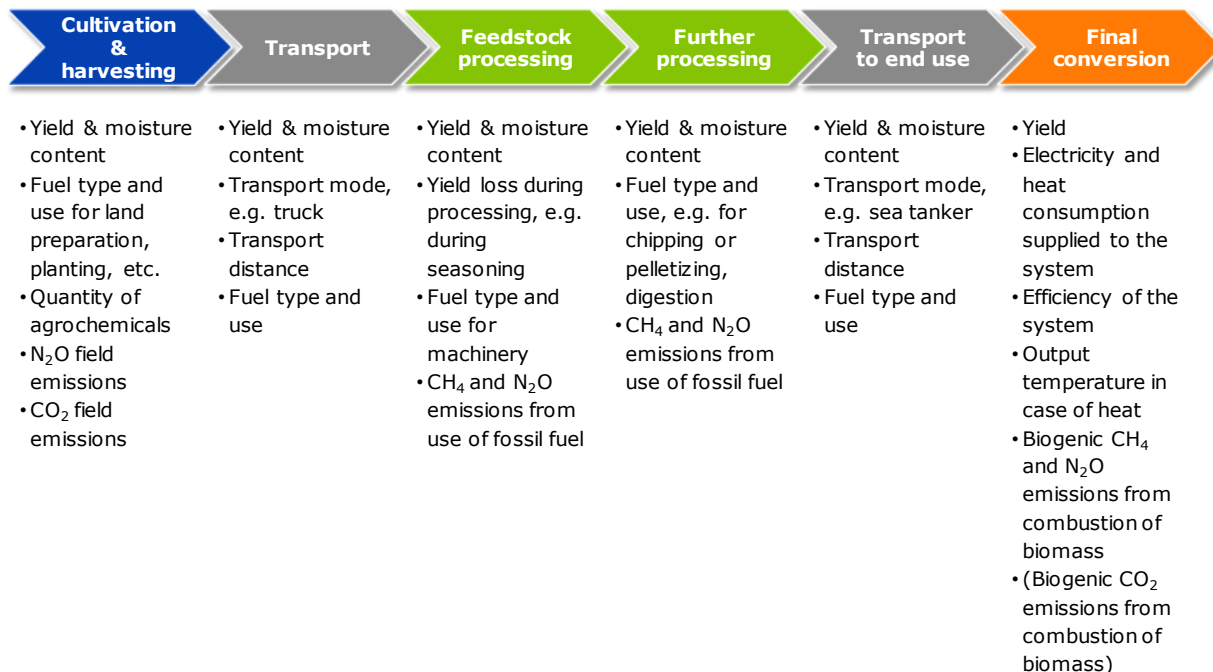 Cultivation
&
harvesting
Transport
Feedstock
processing
Further
processing
Transport
to end use
Final
conversion
• Yield & moisture
content
• Fuel type and
use for land
preparation,
planting, etc.
• Quantity of
agrochemicals
• N₂O field
emissions
• CO₂ field
emissions
• Yield & moisture
content
• Transport mode,
e.g. truck
• Transport
distance
• Fuel type and
use
• Yield & moisture
content
• Yield loss during
processing, e.g.
during
seasoning
• Fuel type and
use for
machinery
• CH₄ and N₂O
emissions from
use of fossil fuel
• Yield & moisture
content
• Fuel type and
use, e.g. for
chipping or
pelletizing,
digestion
• CH₄ and N₂O
emissions from
use of fossil fuel
• Yield & moisture
content
• Transport mode,
e.g. sea tanker
• Transport
distance
• Fuel type and
use
• Yield
• Electricity and
heat
consumption
supplied to the
system
• Efficiency of the
system
• Output
temperature in
case of heat
• Biogenic CH₄
and N₂O
emissions from
combustion of
biomass
• (Biogenic CO₂
emissions from
combustion of
biomass)